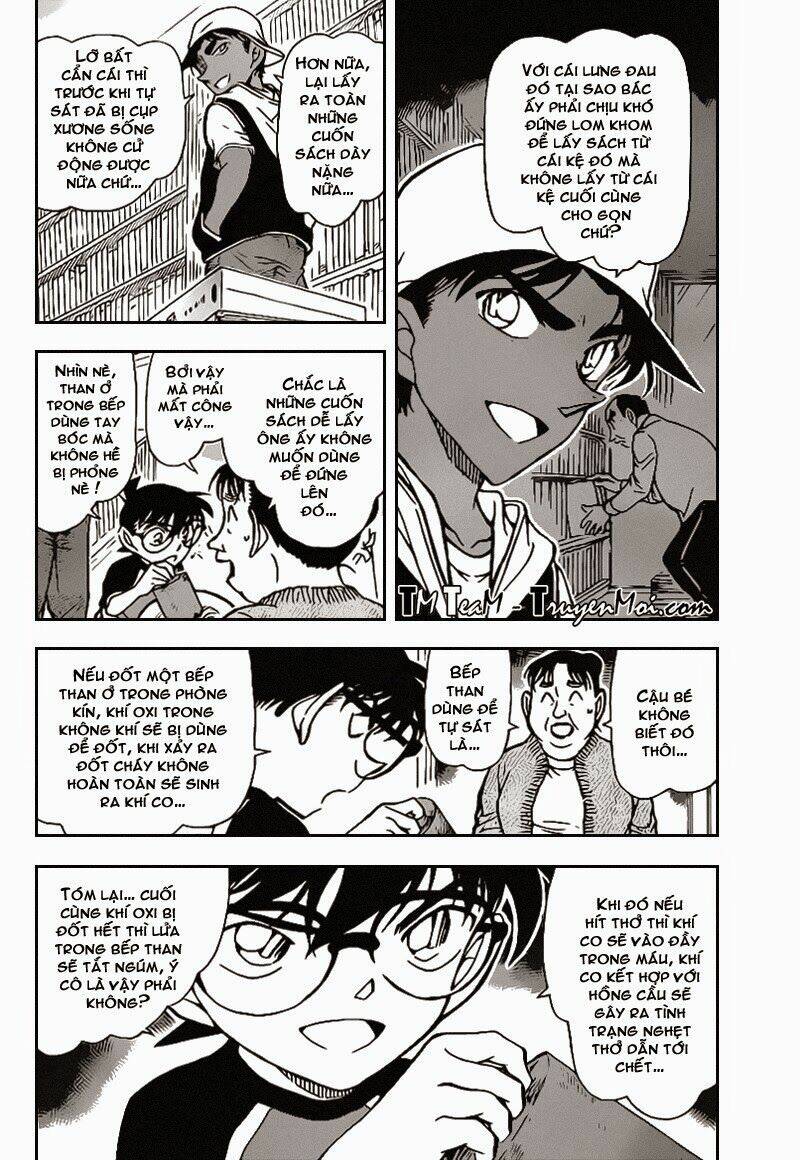 VỚI CÁI LƯNG ĐAU
ĐÓ TẠI SAO BÁC
ẤY PHẢI CHỊU KHÓ
ĐỨNG LOM KHOM
ĐỂ LẤY SÁCH TỪ
CÁI KỆ ĐÓ MÀ
KHÔNG LẤY TỪ CÁI
KỆ CUỐI CÙNG
CHO GỌN
CHỨ?
HƠN NỮA,
LẠI LẤY
RA TOÀN
NHỮNG
CUỐN
SÁCH DÀY
NẶNG
NỮA...
LỠ BẤT
CẨN CÁI THÌ
TRƯỚC KHI TỰ
SÁT ĐÃ BỊ CỤP
XƯƠNG SỐNG
KHÔNG CỬ
ĐỘNG ĐƯỢC
NỮA CHỨ...
CHẮC LÀ
NHỮNG CUỐN
SÁCH DỄ LẤY
ÔNG ẤY KHÔNG
MUỐN DÙNG
ĐỂ ĐỨNG
LÊN
ĐÓ...
BỞI VẬY
MÀ PHẢI
MẤT CÔNG
VẬY...
NHÌN NÈ,
THAN Ở
TRONG BẾP
DÙNG TAY
BÓC MÀ
KHÔNG HỀ
BỊ PHỎNG
NÈ!
TM TEAM - TRUYENMOI.COM
CẬU BÉ
KHÔNG
BIẾT ĐÓ
THÔI...
BẾP
THAN
DÙNG ĐỂ
TỰ SÁT
LÀ...
NẾU ĐỐT MỘT BẾP
THAN Ở TRONG PHÒNG
KÍN, KHÍ OXI TRONG
KHÔNG KHÍ SẼ BỊ DÙNG
ĐỂ ĐỐT, KHI XẢY RA
ĐỐT CHÁY KHÔNG
HOÀN TOÀN SẼ SINH
RA KHÍ CO...
KHI ĐÓ NẾU
HÍT THỞ THÌ KHÍ
CO SẼ VÀO ĐẦY
TRONG MÁU, KHÍ
CO KẾT HỢP VỚI
HỒNG CẦU SẼ
GÂY RA TÌNH
TRẠNG NGHẸT
THỞ DẪN TỚI
CHẾT...
TÓM LẠI... CUỐI
CÙNG KHÍ OXI BỊ
ĐỐT HẾT THÌ LỬA
TRONG BẾP THAN
SẼ TẮT NGÚM, Ý
CÔ LÀ VẬY PHẢI
KHÔNG?